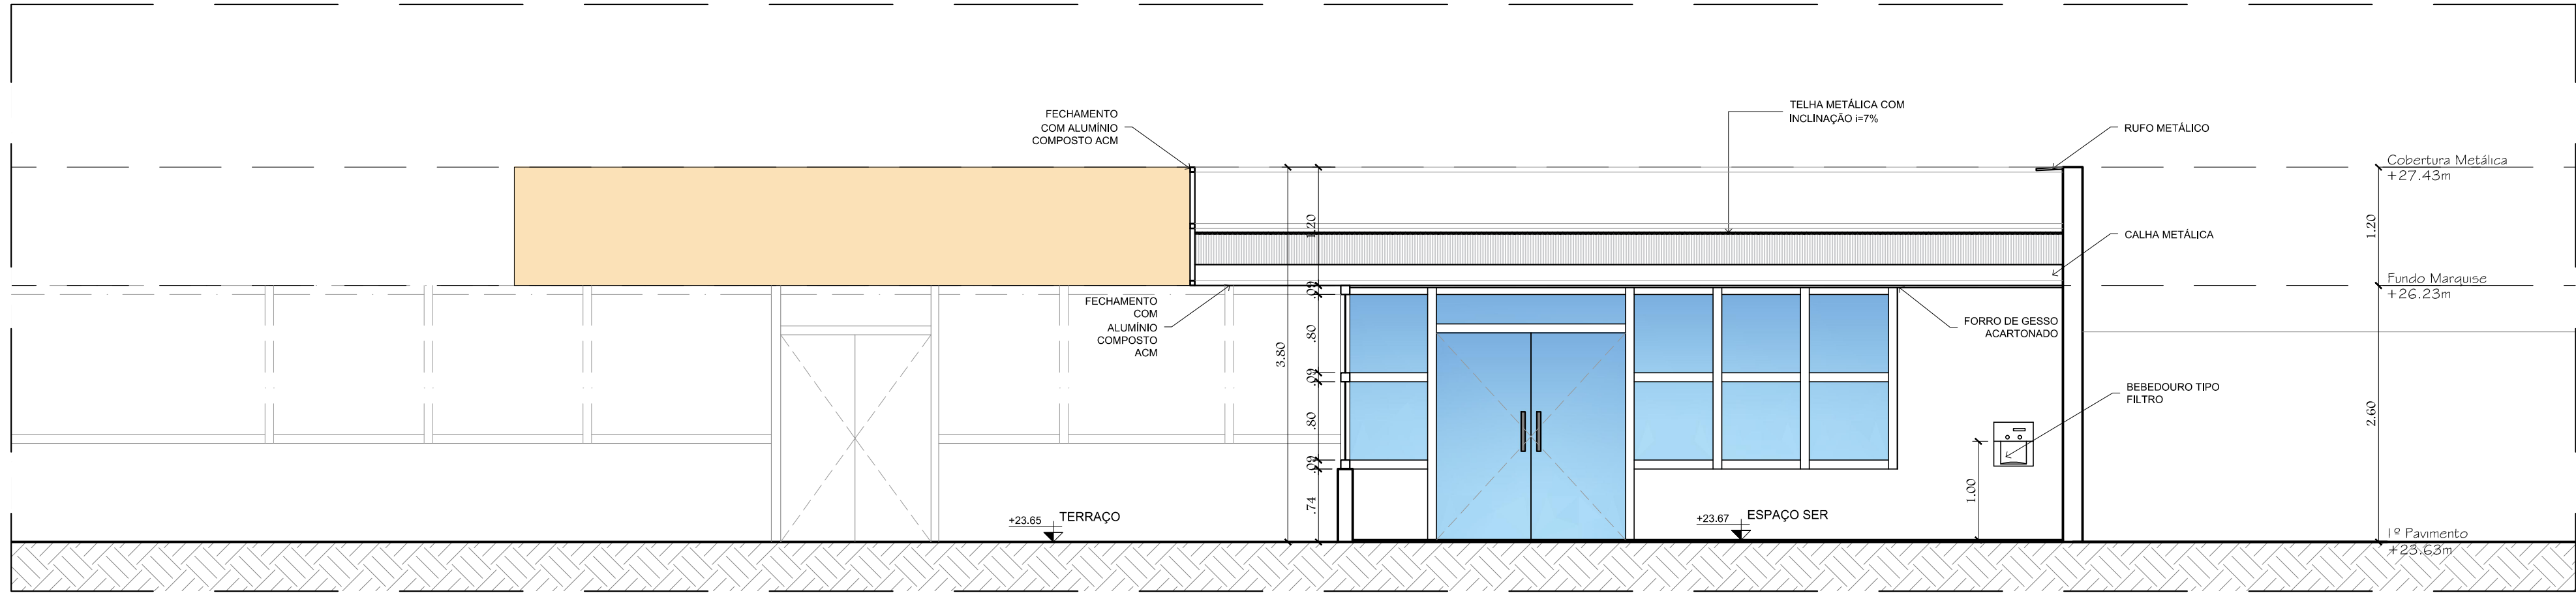 FECHAMENTO
COM ALUMÍNIO
COMPOSTO ACM
TELHA METÁLICA COM
INCLINAÇÃO i=7%
RUFO METÁLICO
Cobertura Metálica
+27.43m
1.20
1.20
CALHA METÁLICA
Fundo Marquise
+26.23m
FECHAMENTO
COM
ALUMÍNIO
COMPOSTO
ACM
3.80
.09
.80
.09
.80
.09
.74
FORRO DE GESSO
ACARTONADO
BEBEDOURO TIPO
FILTRO
2.60
1.00
+23.65
TERRAÇO
+23.67
ESPAÇO SER
1º Pavimento
+23.63m